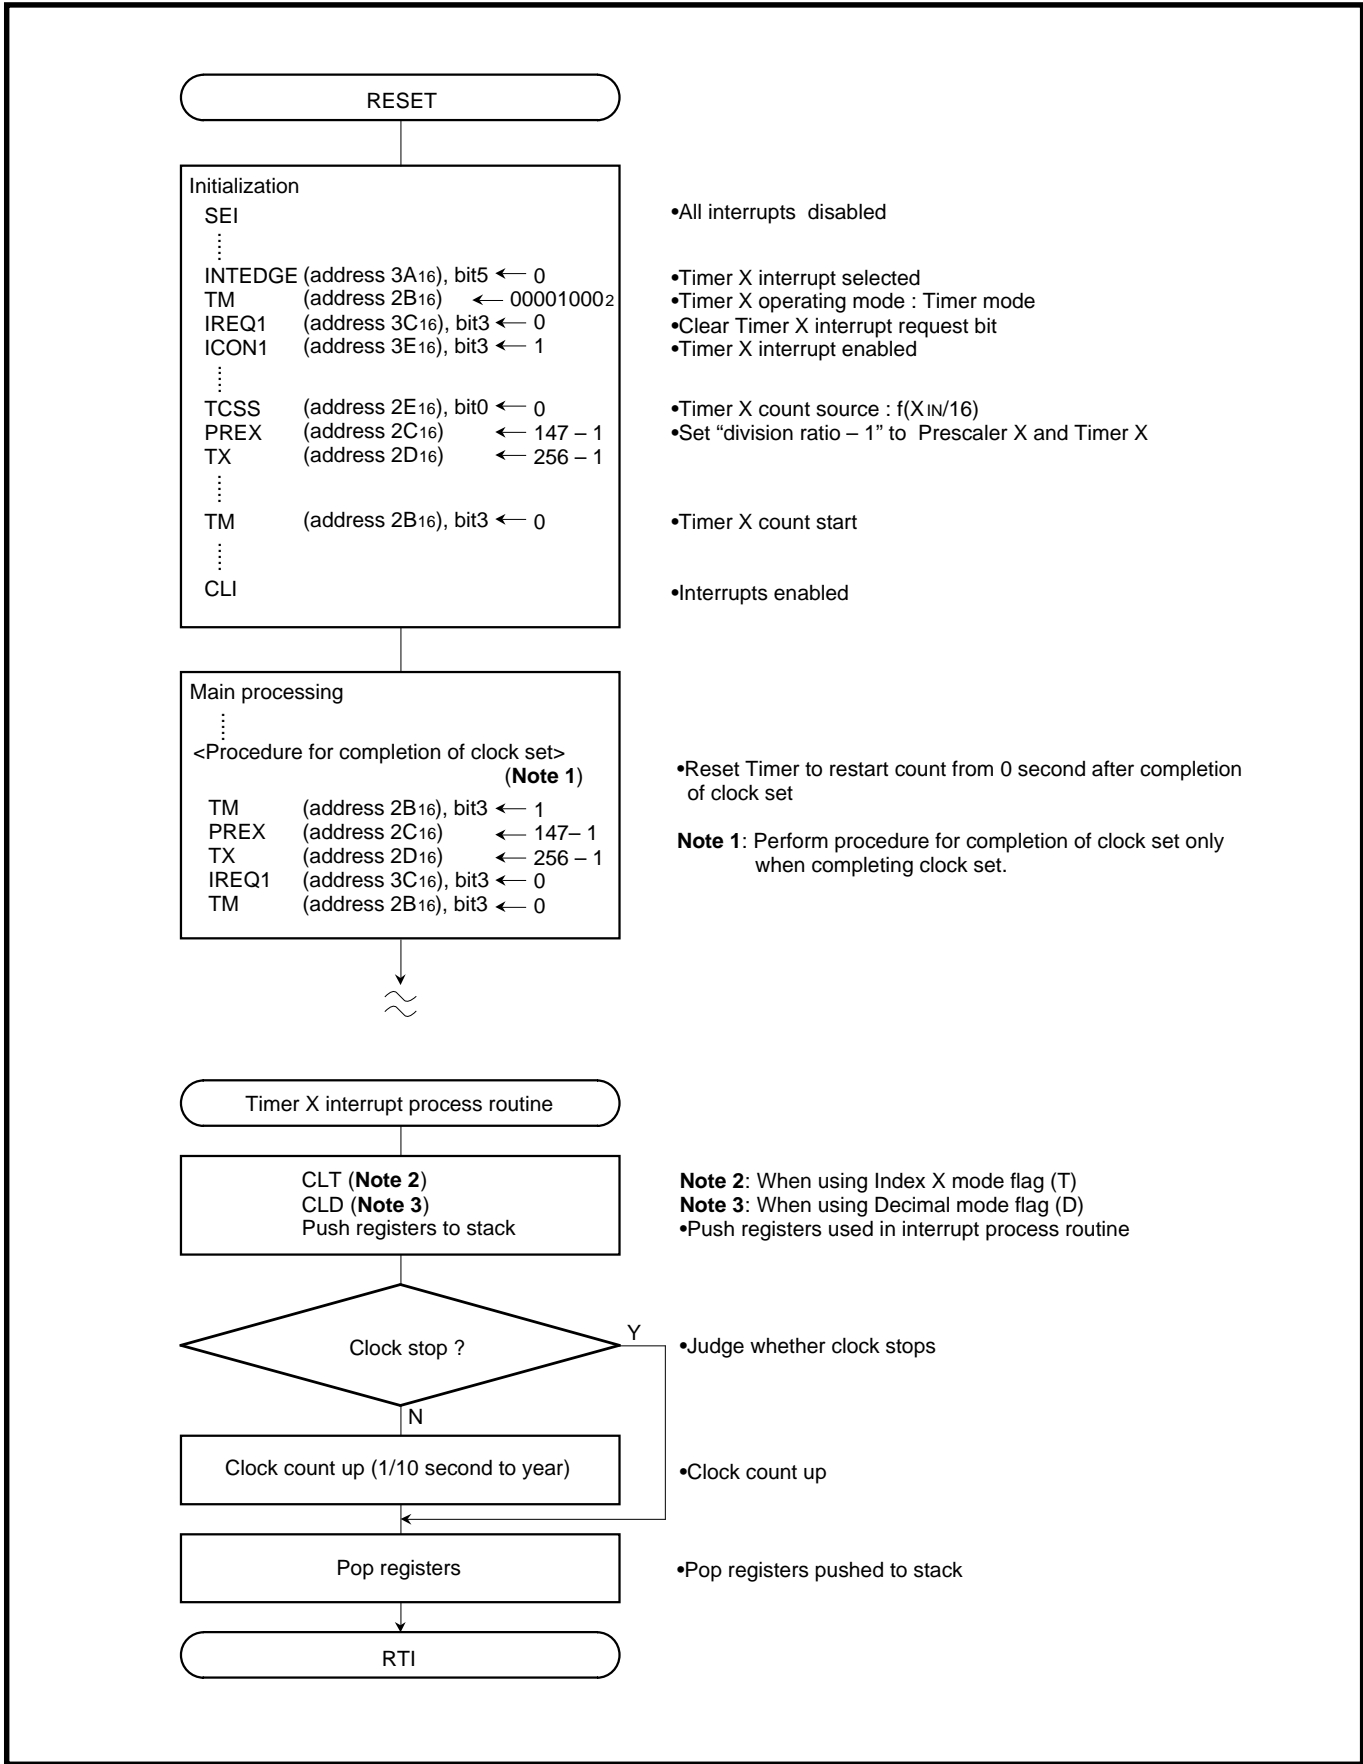 RESET
Initialization
SEI •All interrupts disabled
INTEDGE (address 3A16), bit5 ← 0 •Timer X interrupt selected
TM (address 2B16) ← 000010002 •Timer X operating mode : Timer mode
IREQ1 (address 3C16), bit3 ← 0 •Clear Timer X interrupt request bit
ICON1 (address 3E16), bit3 ← 1 •Timer X interrupt enabled
TCSS (address 2E16), bit0 ← 0 •Timer X count source : f(XIN/16)
PREX (address 2C16) ← 147 – 1 •Set “division ratio – 1” to Prescaler X and Timer X
TX (address 2D16) ← 256 – 1
TM (address 2B16), bit3 ← 0 •Timer X count start
CLI •Interrupts enabled
Main processing
<Procedure for completion of clock set>
(Note 1)
•Reset Timer to restart count from 0 second after completion
of clock set
TM (address 2B16), bit3 ← 1
PREX (address 2C16) ← 147– 1
TX (address 2D16) ← 256 – 1
IREQ1 (address 3C16), bit3 ← 0
TM (address 2B16), bit3 ← 0
Note 1: Perform procedure for completion of clock set only
when completing clock set.
Timer X interrupt process routine
CLT (Note 2) Note 2: When using Index X mode flag (T)
CLD (Note 3) Note 3: When using Decimal mode flag (D)
Push registers to stack •Push registers used in interrupt process routine
Clock stop ? Y •Judge whether clock stops
N
Clock count up (1/10 second to year) •Clock count up
Pop registers •Pop registers pushed to stack
RTI